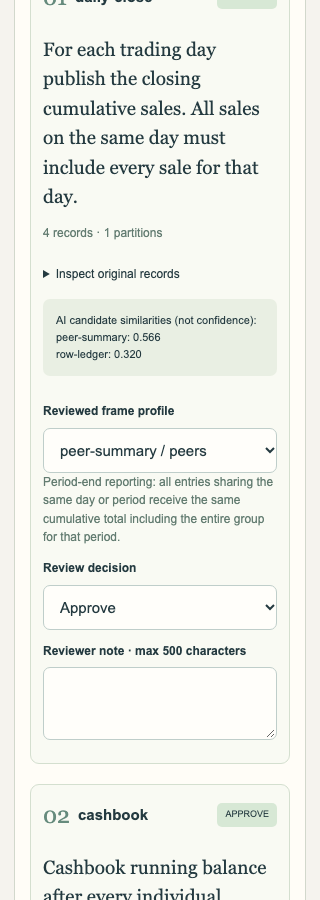 01 daily-close
For each trading day
publish the closing
cumulative sales. All sales
on the same day must
include every sale for that
day.
4 records · 1 partitions
▶ Inspect original records
AI candidate similarities (not confidence):
peer-summary: 0.566
row-ledger: 0.320
Reviewed frame profile
peer-summary / peers
Period-end reporting: all entries sharing the
same day or period receive the same
cumulative total including the entire group
for that period.
Review decision
Approve
Reviewer note · max 500 characters
02 cashbook APPROVE
Cashbook running balance
after every individual